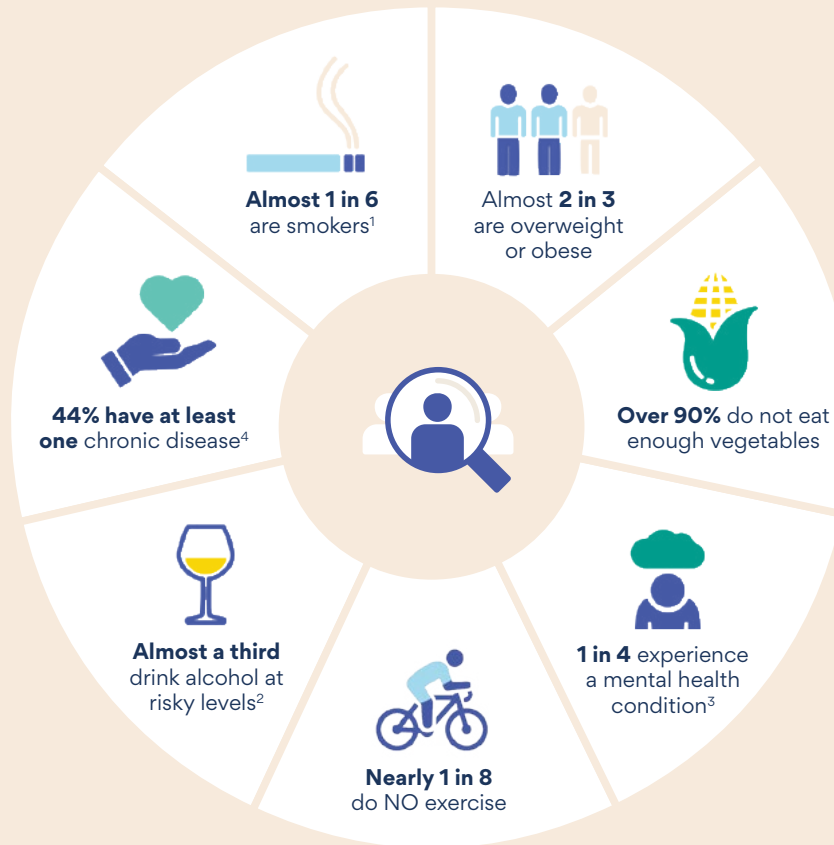 Almost 1 in 6
are smokers¹
Almost 2 in 3
are overweight
or obese
Over 90% do not eat
enough vegetables
1 in 4 experience
a mental health
condition³
Nearly 1 in 8
do NO exercise
Almost a third
drink alcohol at
risky levels²
44% have at least
one chronic disease⁴